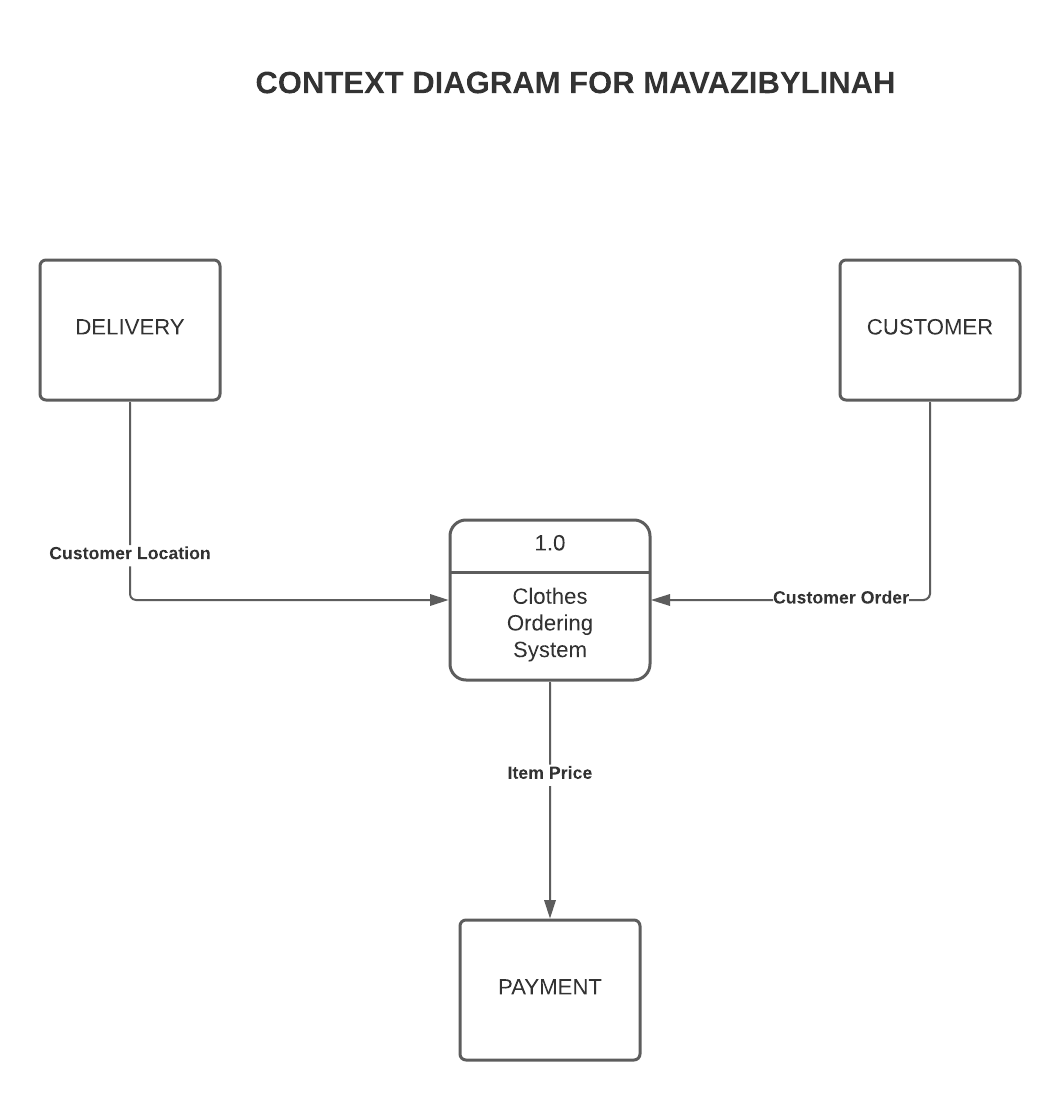 CONTEXT DIAGRAM FOR MAVAZIBYLINAH
DELIVERY
CUSTOMER
Customer Location
1.0
Clothes
Ordering
System
Customer Order
Item Price
PAYMENT